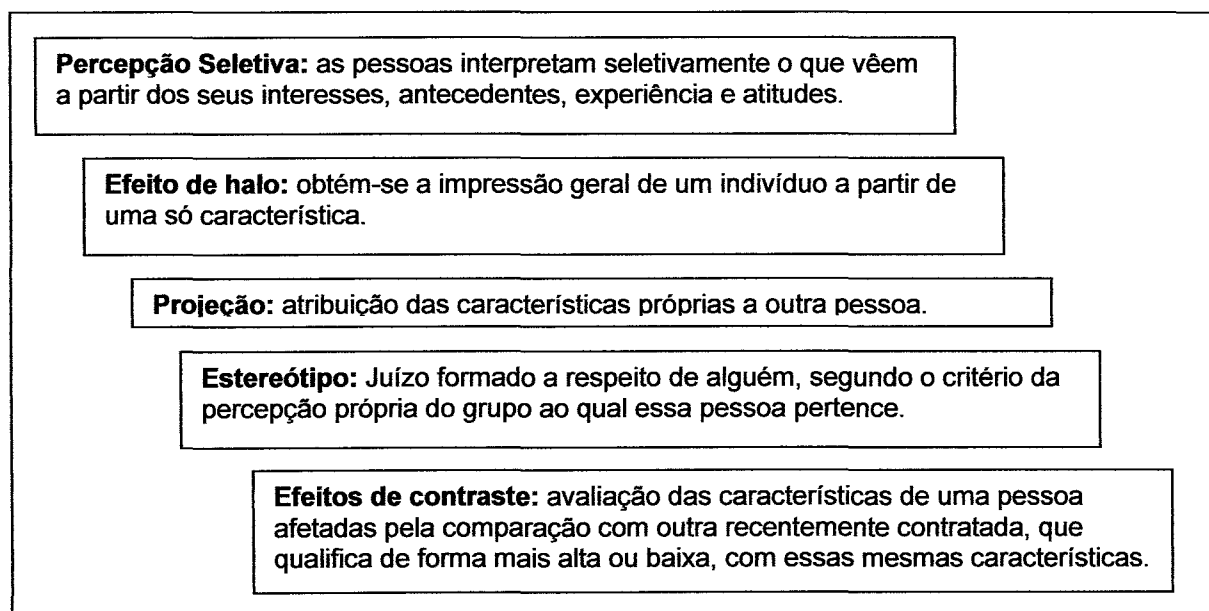 Percepção Seletiva: as pessoas interpretam seletivamente o que vêem
a partir dos seus interesses, antecedentes, experiência e atitudes.
Efeito de halo: obtém-se a impressão geral de um indivíduo a partir de
uma só característica.
Projeção: atribuição das características próprias a outra pessoa.
Estereótipo: Juízo formado a respeito de alguém, segundo o critério da
percepção própria do grupo ao qual essa pessoa pertence.
Efeitos de contraste: avaliação das características de uma pessoa
afetadas pela comparação com outra recentemente contratada, que
qualifica de forma mais alta ou baixa, com essas mesmas características.